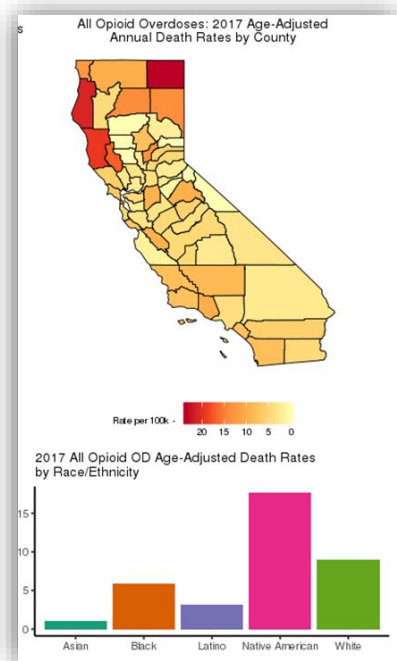 s
All Opioid Overdoses: 2017 Age-Adjusted
Annual Death Rates by County
Rate per 100k -
20 15 10 5 0
2017 All Opioid OD Age-Adjusted Death Rates
by Race/Ethnicity
15
10
5
0
Asian Black Latino Native American White